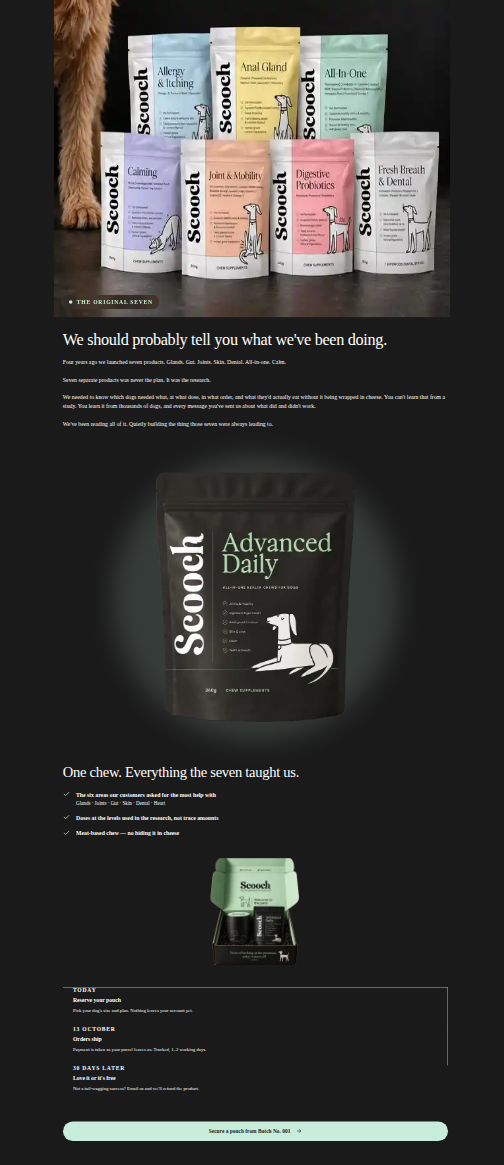 Allergy
& Itching
Scooch
Anal Gland
Scooch
All-In-One
Scooch
Calming
Scooch
CHEW SUPPLEMENTS
Joint & Mobility
Scooch
CHEW SUPPLEMENTS
Digestive
Probiotics
Scooch
CHEW SUPPLEMENTS
Fresh Breath
& Dental
Scooch
THE ORIGINAL SEVEN
We should probably tell you what we've been doing.
Four years ago we launched seven products. Glands. Gut. Joints. Skin. Dental. All-in-one. Calm.
Seven separate products was never the plan. It was the research.
We needed to know which dogs needed what, at what dose, in what order, and what they'd actually eat without it being wrapped in cheese. You can't learn that from a
study. You learn it from thousands of dogs, and every message you've sent us about what did and didn't work.
We've been reading all of it. Quietly building the thing those seven were always leading to.
Scooch
Advanced
Daily
ALL-IN-ONE HEALTH CHEWS FOR DOGS
CHEW SUPPLEMENTS
One chew. Everything the seven taught us.
The six areas our customers asked for the most help with
Glands · Joints · Gut · Skin · Dental · Heart
Doses at the levels used in the research, not trace amounts
Meat-based chew — no hiding it in cheese
Scooch
TODAY
Reserve your pouch
Pick your dog's size and plan. Nothing leaves your account yet.
13 OCTOBER
Orders ship
Payment is taken as your parcel leaves us. Tracked, 1–2 working days.
30 DAYS LATER
Love it or it's free
Not a tail-wagging success? Email us and we'll refund the product.
Secure a pouch from Batch No. 001 →